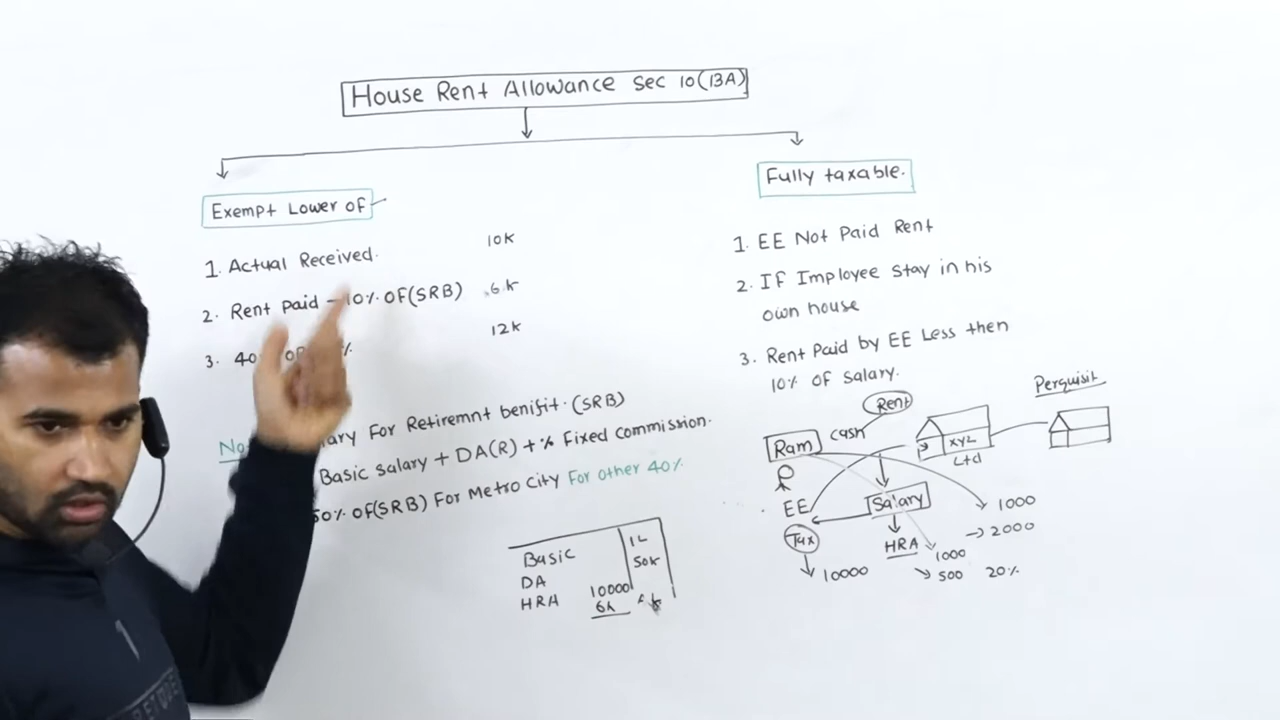 House Rent Allowance sec 10(13A)
Exempt Lower of
1. Actual Received. 10K
2. Rent Paid - 10% OF(SRB) 6k
3. 40 12K
For Retiremnt benifit. (SRB)
Basic salary + DA(R) + % Fixed commission.
50% OF(SRB) For Metro City For other 40%
Basic 1L
DA 50k
HRA 10000
6k
Fully taxable.
1. EE Not Paid Rent
2. If Imployee stay in his
own house
3. Rent Paid by EE Less then
10% OF Salary.
Perquisit
Rent
cash
Ram
XYZ
Ltd
EE
Salary
1000
2000
Tax
HRA
1000
10000
500 20%